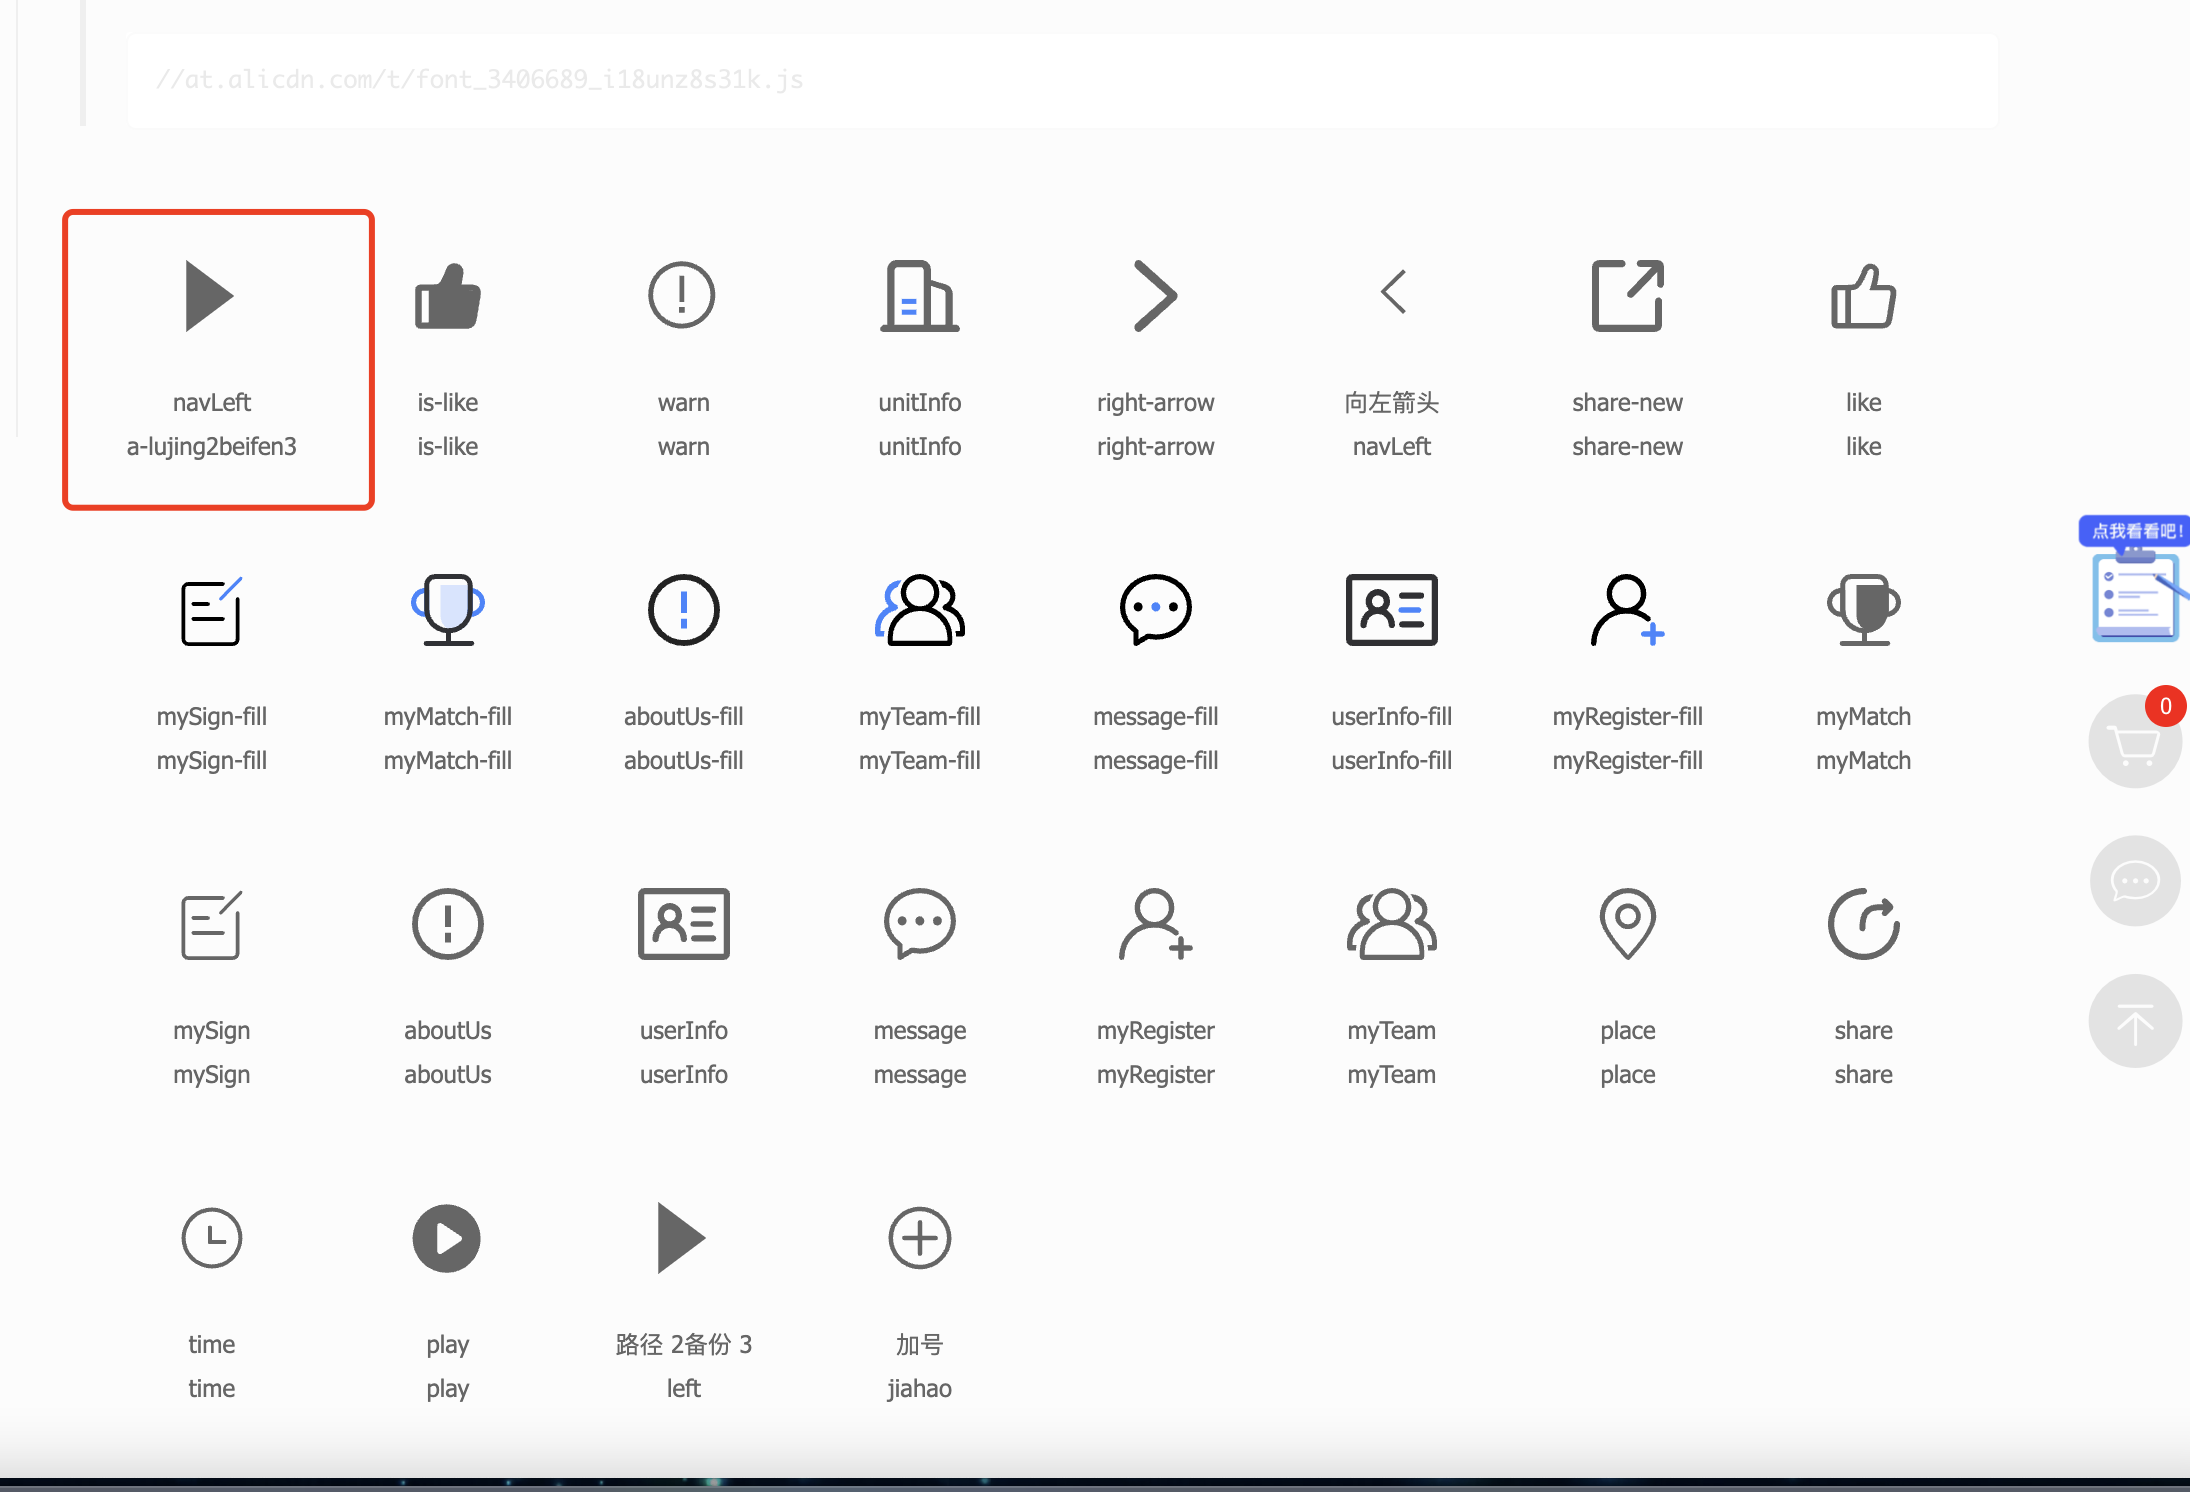 //at.alicdn.com/t/font_3406689_i18unz8s31k.js
navLeft is-like warn unitInfo right-arrow 向左箭头 share-new like
a-lujing2beifen3 is-like warn unitInfo right-arrow navLeft share-new like
点我看看吧!
mySign-fill myMatch-fill aboutUs-fill myTeam-fill message-fill userInfo-fill myRegister-fill myMatch
mySign-fill myMatch-fill aboutUs-fill myTeam-fill message-fill userInfo-fill myRegister-fill myMatch
0
mySign aboutUs userInfo message myRegister myTeam place share
mySign aboutUs userInfo message myRegister myTeam place share
time play 路径 2备份 3 加号
time play left jiahao